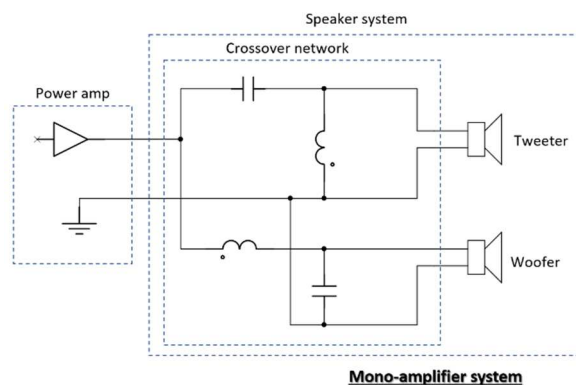 Speaker system
Crossover network
Power amp
Tweeter
Woofer
Mono-amplifier system